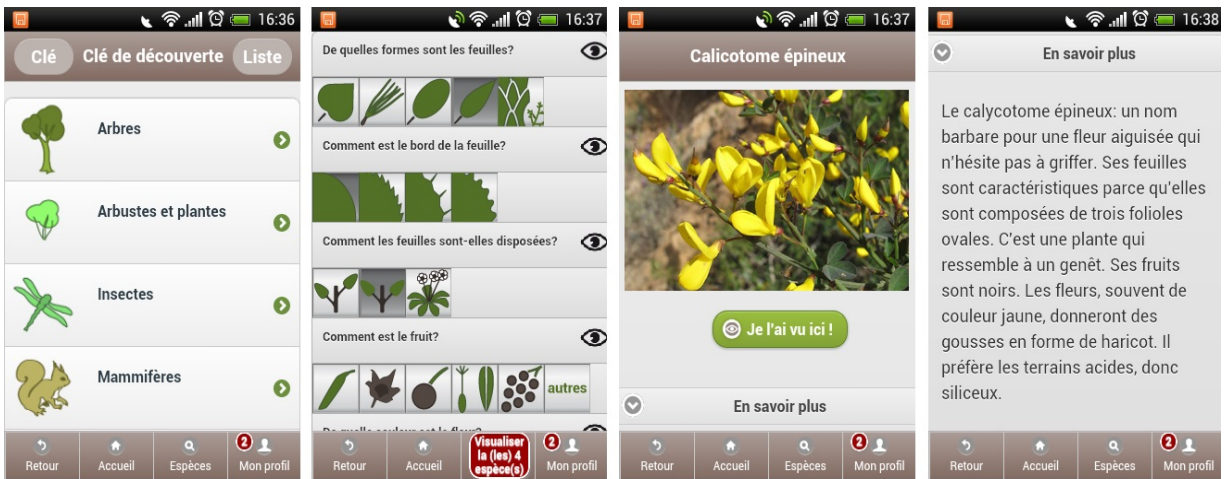 16:36
Clé
Clé de découverte
Liste
Arbres
Arbustes et plantes
Insectes
Mammifères
Retour
Accueil
Espèces
2
Mon profil
16:37
De quelles formes sont les feuilles?
Comment est le bord de la feuille?
Comment les feuilles sont-elles disposées?
Comment est le fruit?
autres
De quelle couleur est la fleur?
Retour
Accueil
Visualiser
la (les) 4
espèce(s)
2
Mon profil
16:37
Calicotome épineux
Je l'ai vu ici !
En savoir plus
Retour
Accueil
Espèces
2
Mon profil
16:38
En savoir plus
Le calycotome épineux: un nom
barbare pour une fleur aiguisée qui
n'hésite pas à griffer. Ses feuilles
sont caractéristiques parce qu'elles
sont composées de trois folioles
ovales. C'est une plante qui
ressemble à un genêt. Ses fruits
sont noirs. Les fleurs, souvent de
couleur jaune, donneront des
gousses en forme de haricot. Il
préfère les terrains acides, donc
siliceux.
Retour
Accueil
Espèces
2
Mon profil